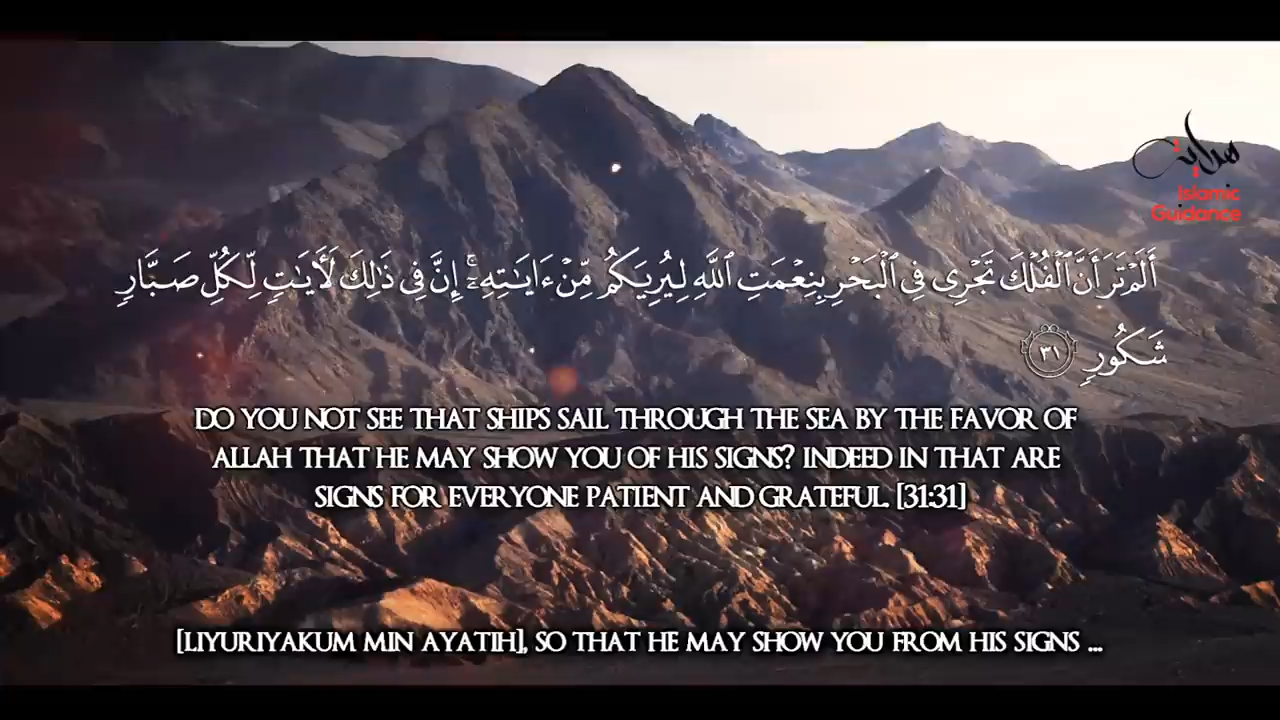 هداية
Islamic
Guidance
أَلَمْ تَرَ أَنَّ ٱلْفُلْكَ تَجْرِى فِى ٱلْبَحْرِ بِنِعْمَتِ ٱللَّهِ لِيُرِيَكُم مِّنْ ءَايَـٰتِهِۦٓ ۚ إِنَّ فِى ذَٰلِكَ لَـَٔايَـٰتٍ لِّكُلِّ صَبَّارٍ
شَكُورٍ ٣١
DO YOU NOT SEE THAT SHIPS SAIL THROUGH THE SEA BY THE FAVOR OF
ALLAH THAT HE MAY SHOW YOU OF HIS SIGNS? INDEED IN THAT ARE
SIGNS FOR EVERYONE PATIENT AND GRATEFUL. [31:31]
[LIYURIYAKUM MIN AYATIH], SO THAT HE MAY SHOW YOU FROM HIS SIGNS ...